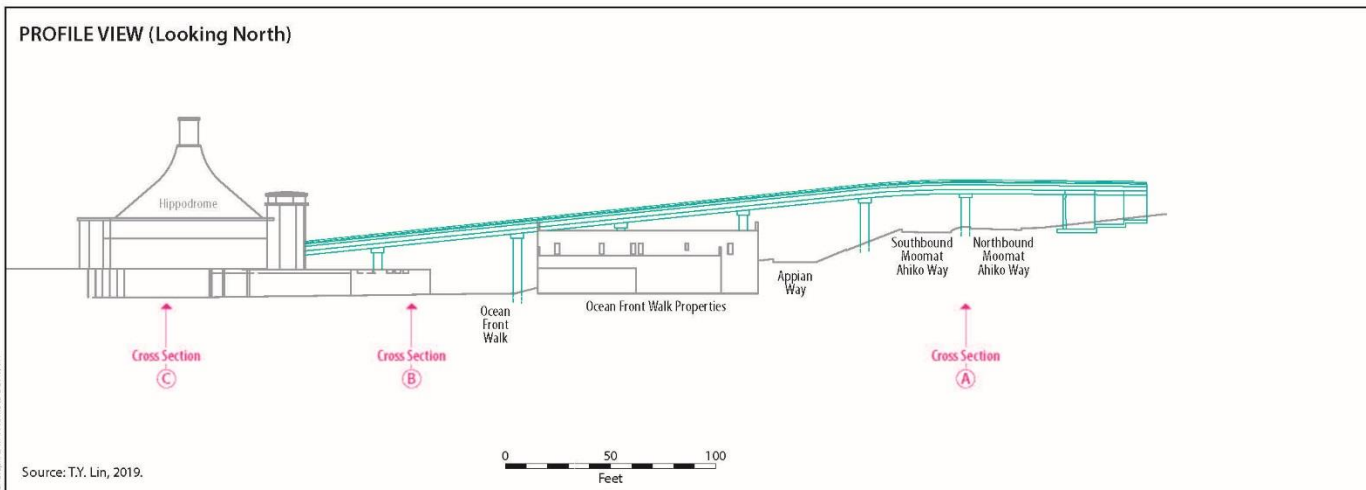 PROFILE VIEW (Looking North)
Hippodrome
Ocean
Front
Walk
Ocean Front Walk Properties
Appian
Way
Southbound
Moomat
Ahiko Way
Northbound
Moomat
Ahiko Way
Cross Section
C
Cross Section
B
Cross Section
A
0 50 100
Feet
Source: T.Y. Lin, 2019.